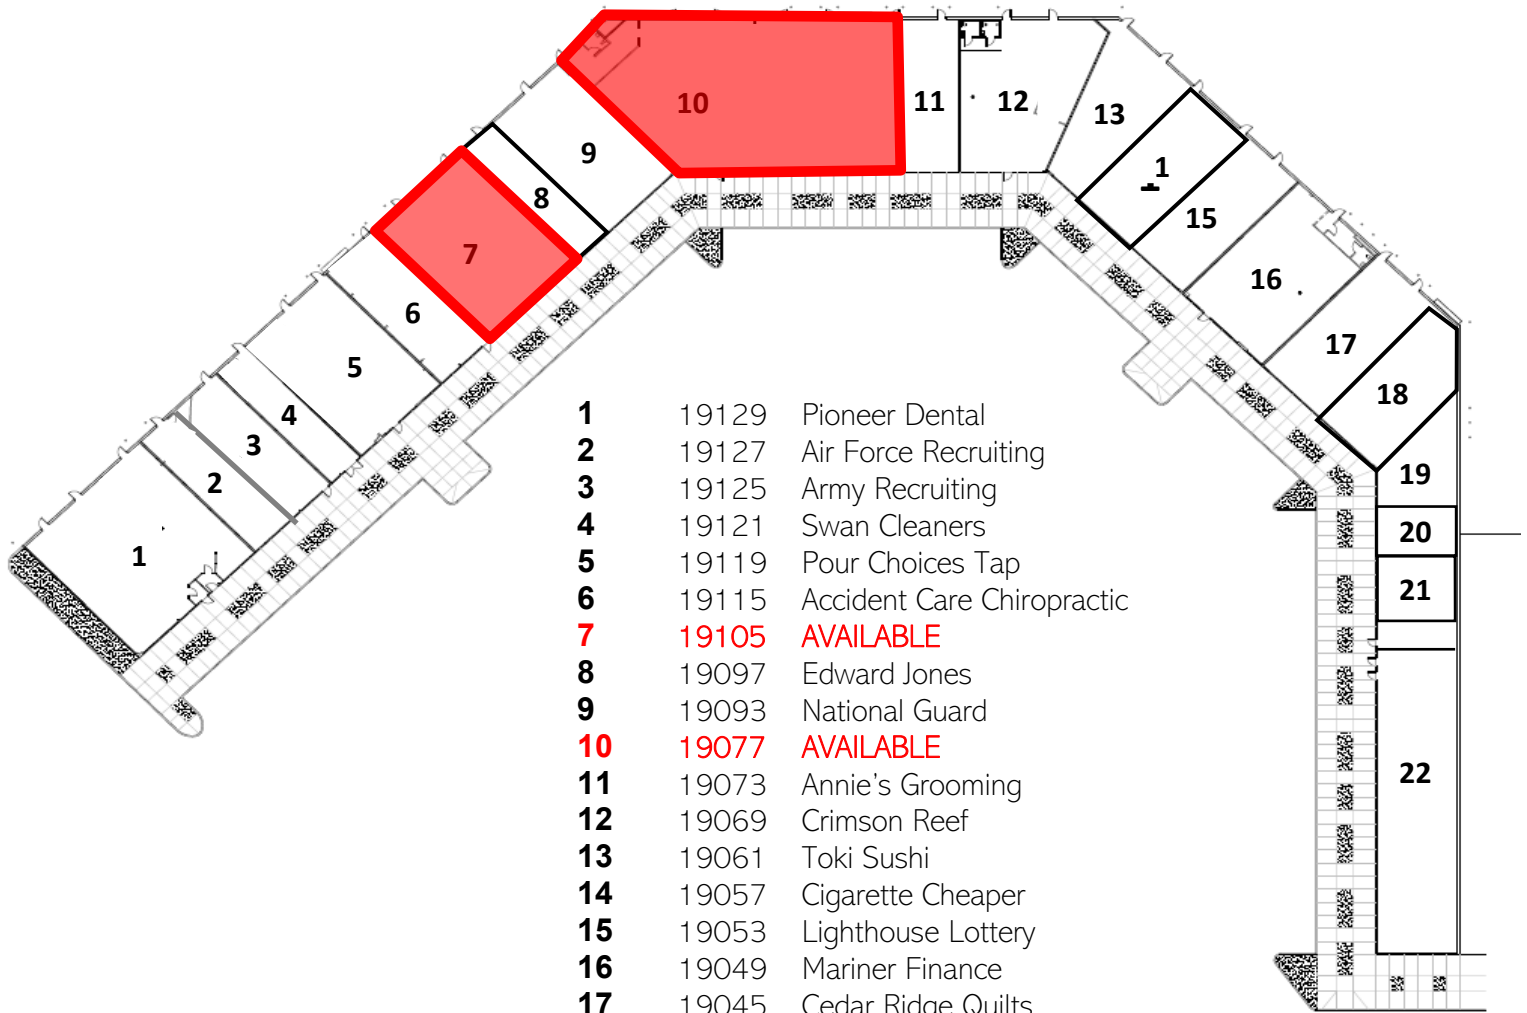 10
11
12
13
9
1
8
15
7
16
6
17
5
18
4
3
19
2
20
1
21
22
1 19129 Pioneer Dental
2 19127 Air Force Recruiting
3 19125 Army Recruiting
4 19121 Swan Cleaners
5 19119 Pour Choices Tap
6 19115 Accident Care Chiropractic
7 19105 AVAILABLE
8 19097 Edward Jones
9 19093 National Guard
10 19077 AVAILABLE
11 19073 Annie's Grooming
12 19069 Crimson Reef
13 19061 Toki Sushi
14 19057 Cigarette Cheaper
15 19053 Lighthouse Lottery
16 19049 Mariner Finance
17 19045 Cedar Ridge Quilts